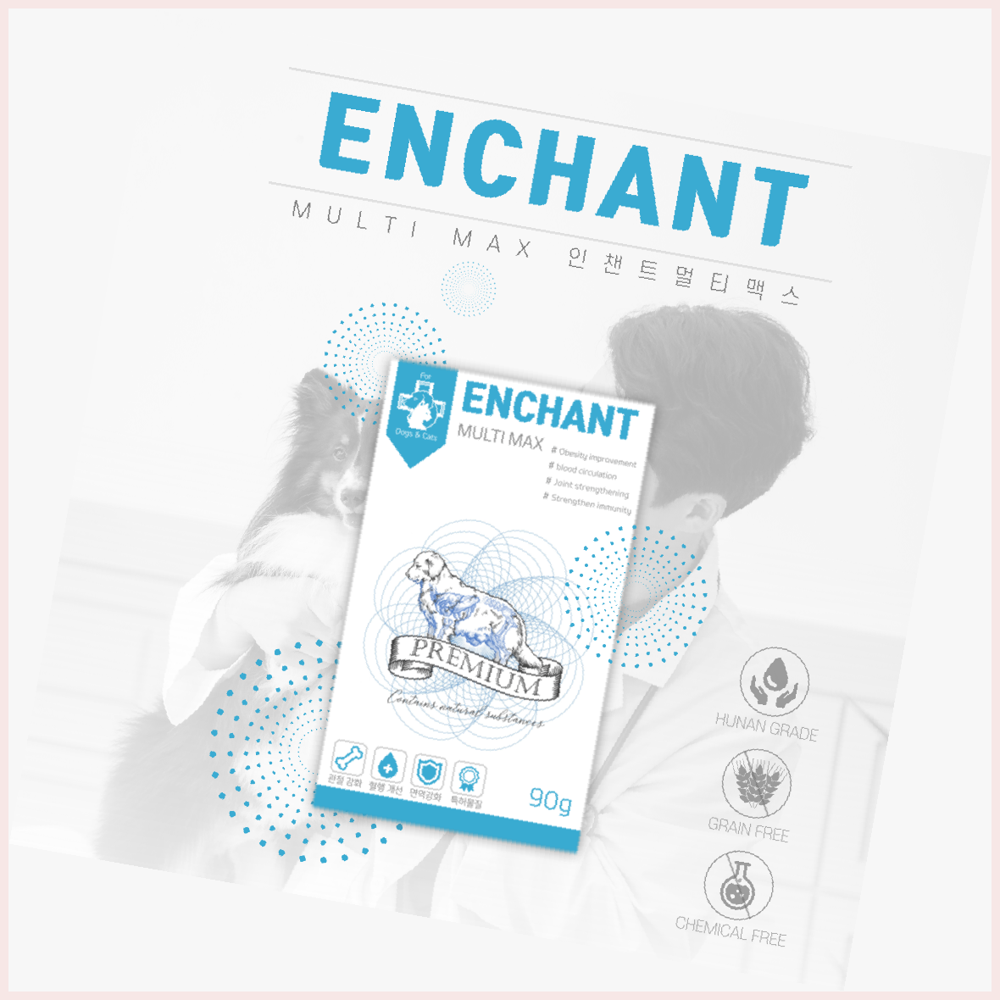 ENCHANT
MULTI MAX 인챈트멀티맥스
For
Dogs & Cats
ENCHANT
MULTI MAX
# Obesity improvement
# blood circulation
# Joint strengthening
# Strengthen immunity
PREMIUM
Contains natural substances
관절 강화
혈행 개선
면역강화
특허물질
90g
HUNAN GRADE
GRAIN FREE
CHEMICAL FREE